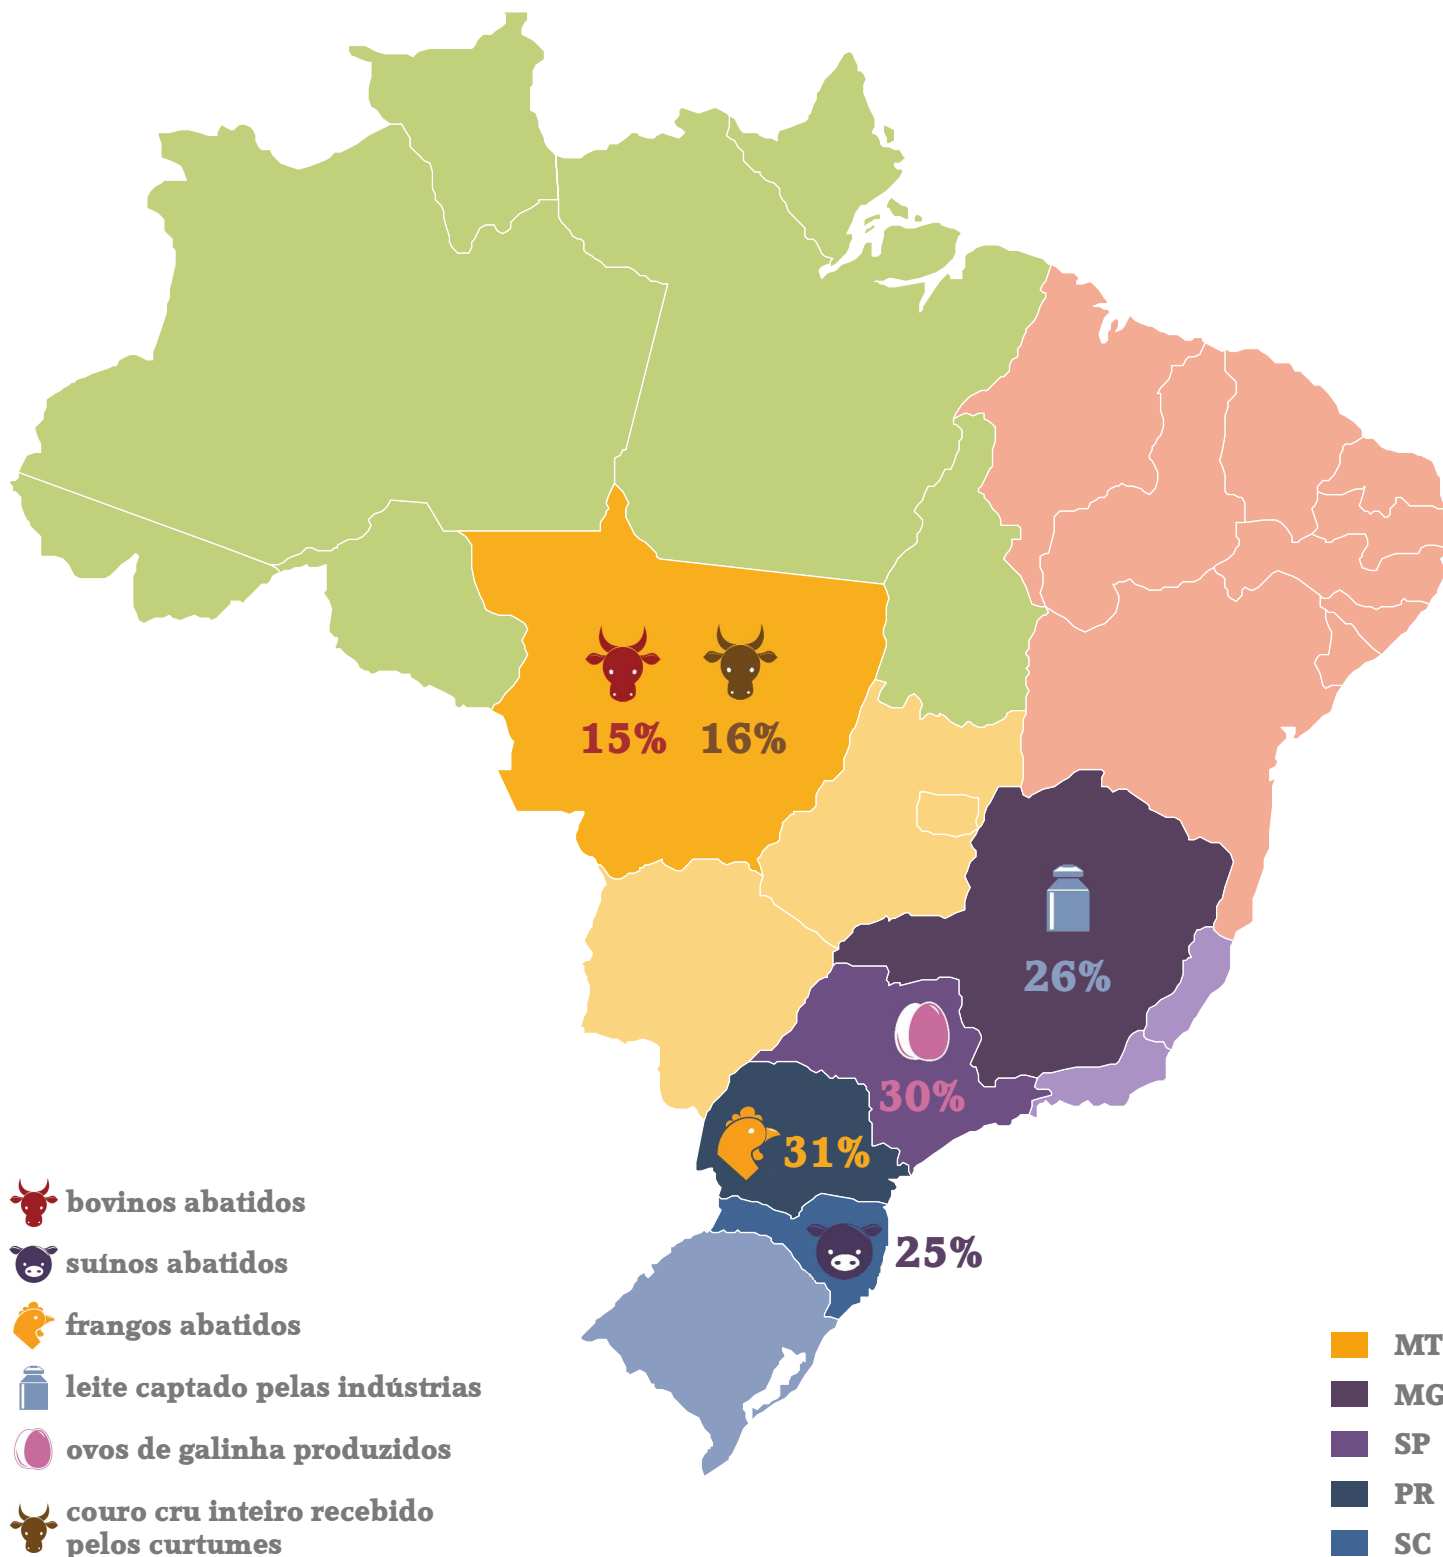 15% 16%
26%
30%
31%
25%
bovinos abatidos
suínos abatidos
frangos abatidos
leite captado pelas indústrias
ovos de galinha produzidos
couro cru inteiro recebido
pelos curtumes
MT
MG
SP
PR
SC